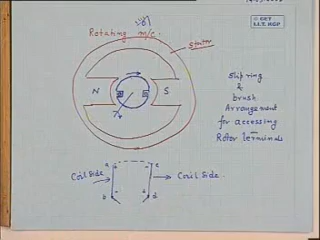 © CET
I.I.T. KGP
Rotating m/c.
Stator
N
S
Slip ring
&
brush
Arrangement
for accessing
Rotor terminals
a
c
Coil Side
Coil Side.
b
d